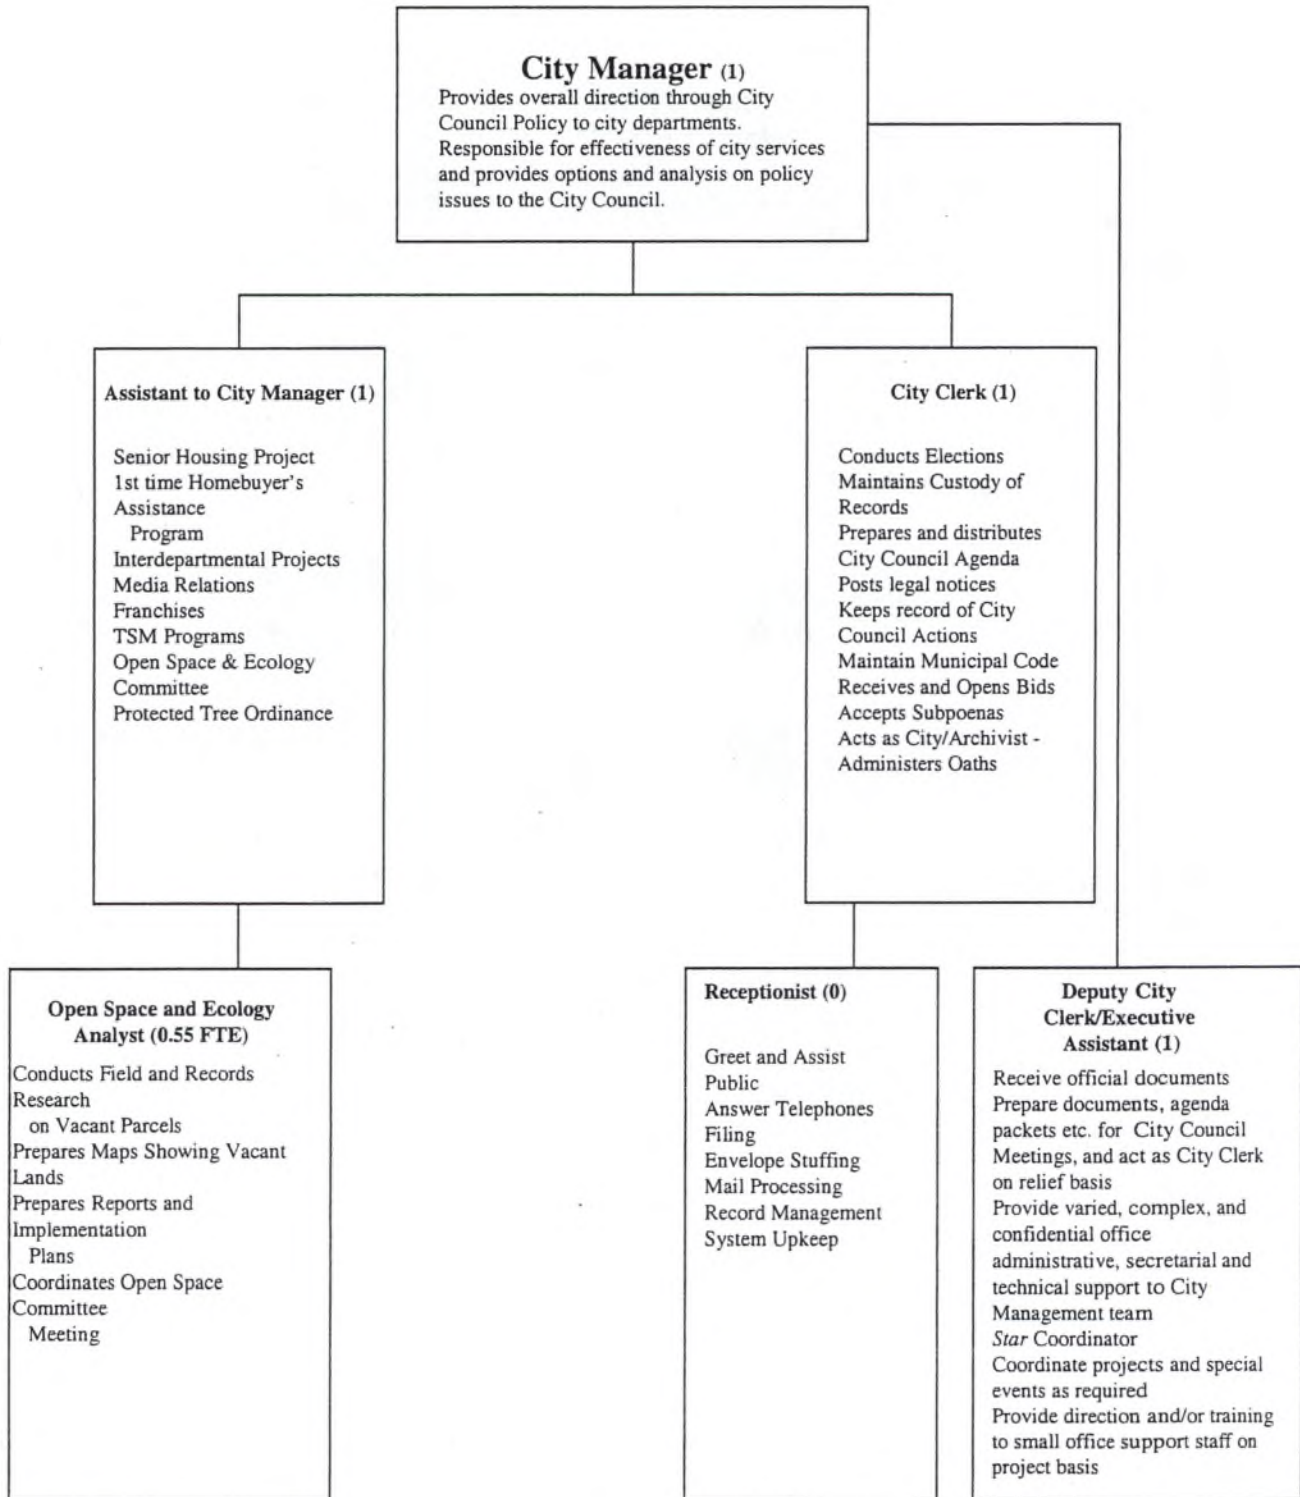 City Manager (1)
Provides overall direction through City
Council Policy to city departments.
Responsible for effectiveness of city services
and provides options and analysis on policy
issues to the City Council.
Assistant to City Manager (1)
Senior Housing Project
1st time Homebuyer's
Assistance
Program
Interdepartmental Projects
Media Relations
Franchises
TSM Programs
Open Space & Ecology
Committee
Protected Tree Ordinance
City Clerk (1)
Conducts Elections
Maintains Custody of
Records
Prepares and distributes
City Council Agenda
Posts legal notices
Keeps record of City
Council Actions
Maintain Municipal Code
Receives and Opens Bids
Accepts Subpoenas
Acts as City/Archivist -
Administers Oaths
Open Space and Ecology
Analyst (0.55 FTE)
Conducts Field and Records
Research
on Vacant Parcels
Prepares Maps Showing Vacant
Lands
Prepares Reports and
Implementation
Plans
Coordinates Open Space
Committee
Meeting
Receptionist (0)
Greet and Assist
Public
Answer Telephones
Filing
Envelope Stuffing
Mail Processing
Record Management
System Upkeep
Deputy City
Clerk/Executive
Assistant (1)
Receive official documents
Prepare documents, agenda
packets etc. for City Council
Meetings, and act as City Clerk
on relief basis
Provide varied, complex, and
confidential office
administrative, secretarial and
technical support to City
Management team
Star Coordinator
Coordinate projects and special
events as required
Provide direction and/or training
to small office support staff on
project basis